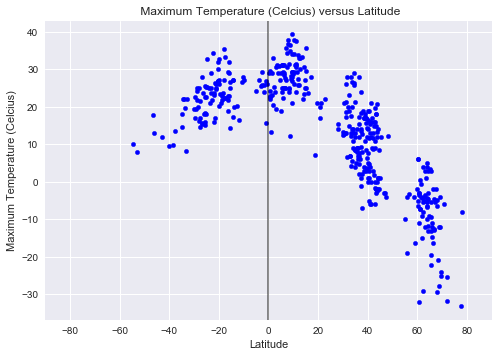 Maximum Temperature (Celcius) versus Latitude
40
30
20
10
0
−10
−20
−30
Maximum Temperature (Celcius)
−80 −60 −40 −20 0 20 40 60 80
Latitude